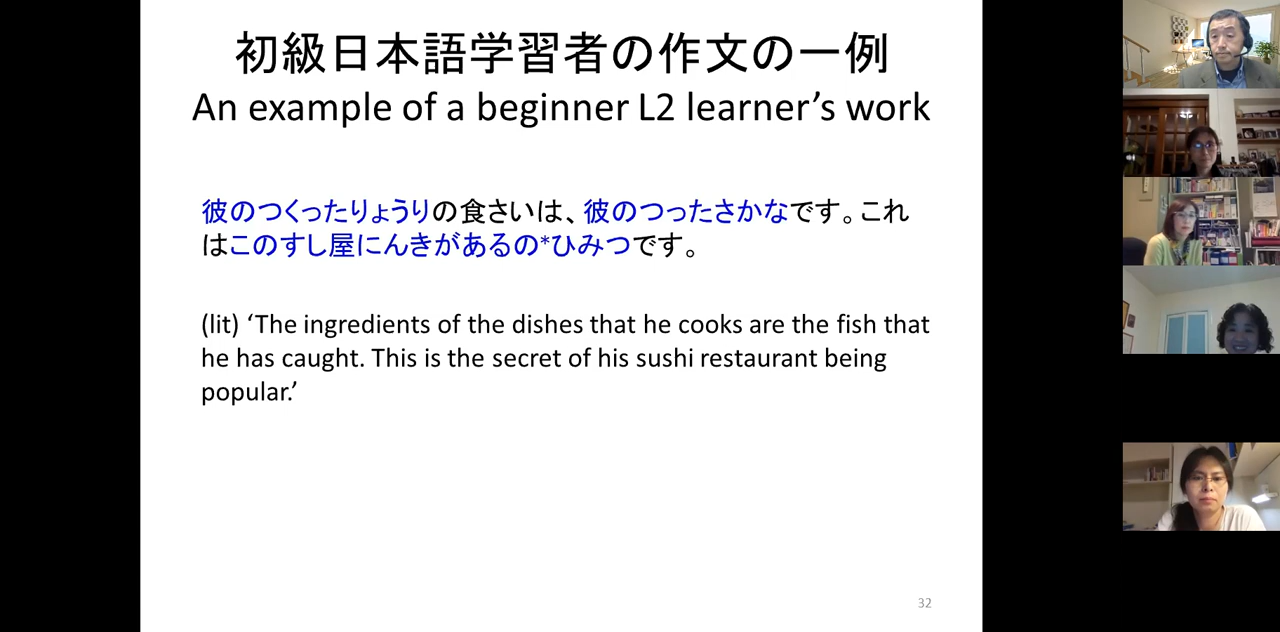 初級日本語学習者の作文の一例
An example of a beginner L2 learner’s work
彼のつくったりょうりの食さいは、彼のつったさかなです。これ
はこのすし屋にんきがあるの*ひみつです。
(lit) ‘The ingredients of the dishes that he cooks are the fish that
he has caught. This is the secret of his sushi restaurant being
popular.’
32